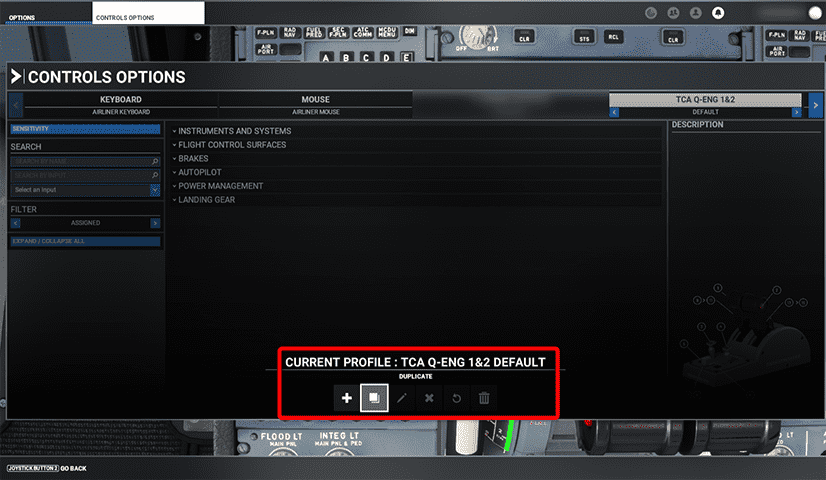 OPTIONS
CONTROLS OPTIONS
F-PLN
RAD NAV
FUEL PRED
SEC F-PLN
ATC COMM
MCDU MENU
DIM
BRT
OFF
CLR
STS
RCL
CLR
F-PLN
RAD NAV
AIR PORT
AIR PORT
A B C D E
CONTROLS OPTIONS
KEYBOARD
AIRLINER KEYBOARD
MOUSE
AIRLINER MOUSE
TCA Q-ENG 1&2
DEFAULT
SENSITIVITY
SEARCH
SEARCH BY NAME
SEARCH BY INPUT
Select an Input
FILTER
ASSIGNED
EXPAND / COLLAPSE ALL
INSTRUMENTS AND SYSTEMS
FLIGHT CONTROL SURFACES
BRAKES
AUTOPILOT
POWER MANAGEMENT
LANDING GEAR
DESCRIPTION
CURRENT PROFILE : TCA Q-ENG 1&2 DEFAULT
DUPLICATE
FLOOD LT
MAIN PNL
INTEG LT
MAIN PNL & PED
JOYSTICK BUTTON 2 GO BACK